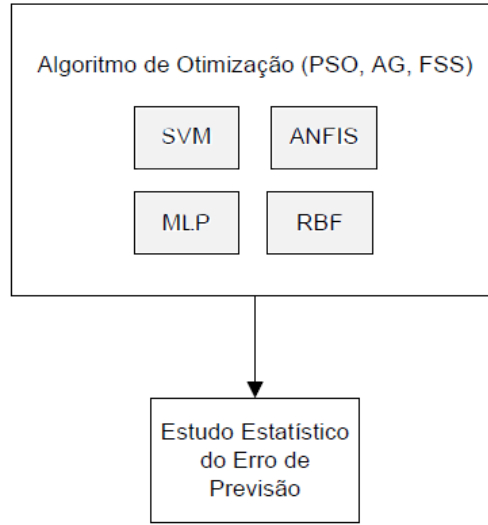 Algoritmo de Otimização (PSO, AG, FSS)
SVM ANFIS
MLP RBF
Estudo Estatístico
do Erro de
Previsão